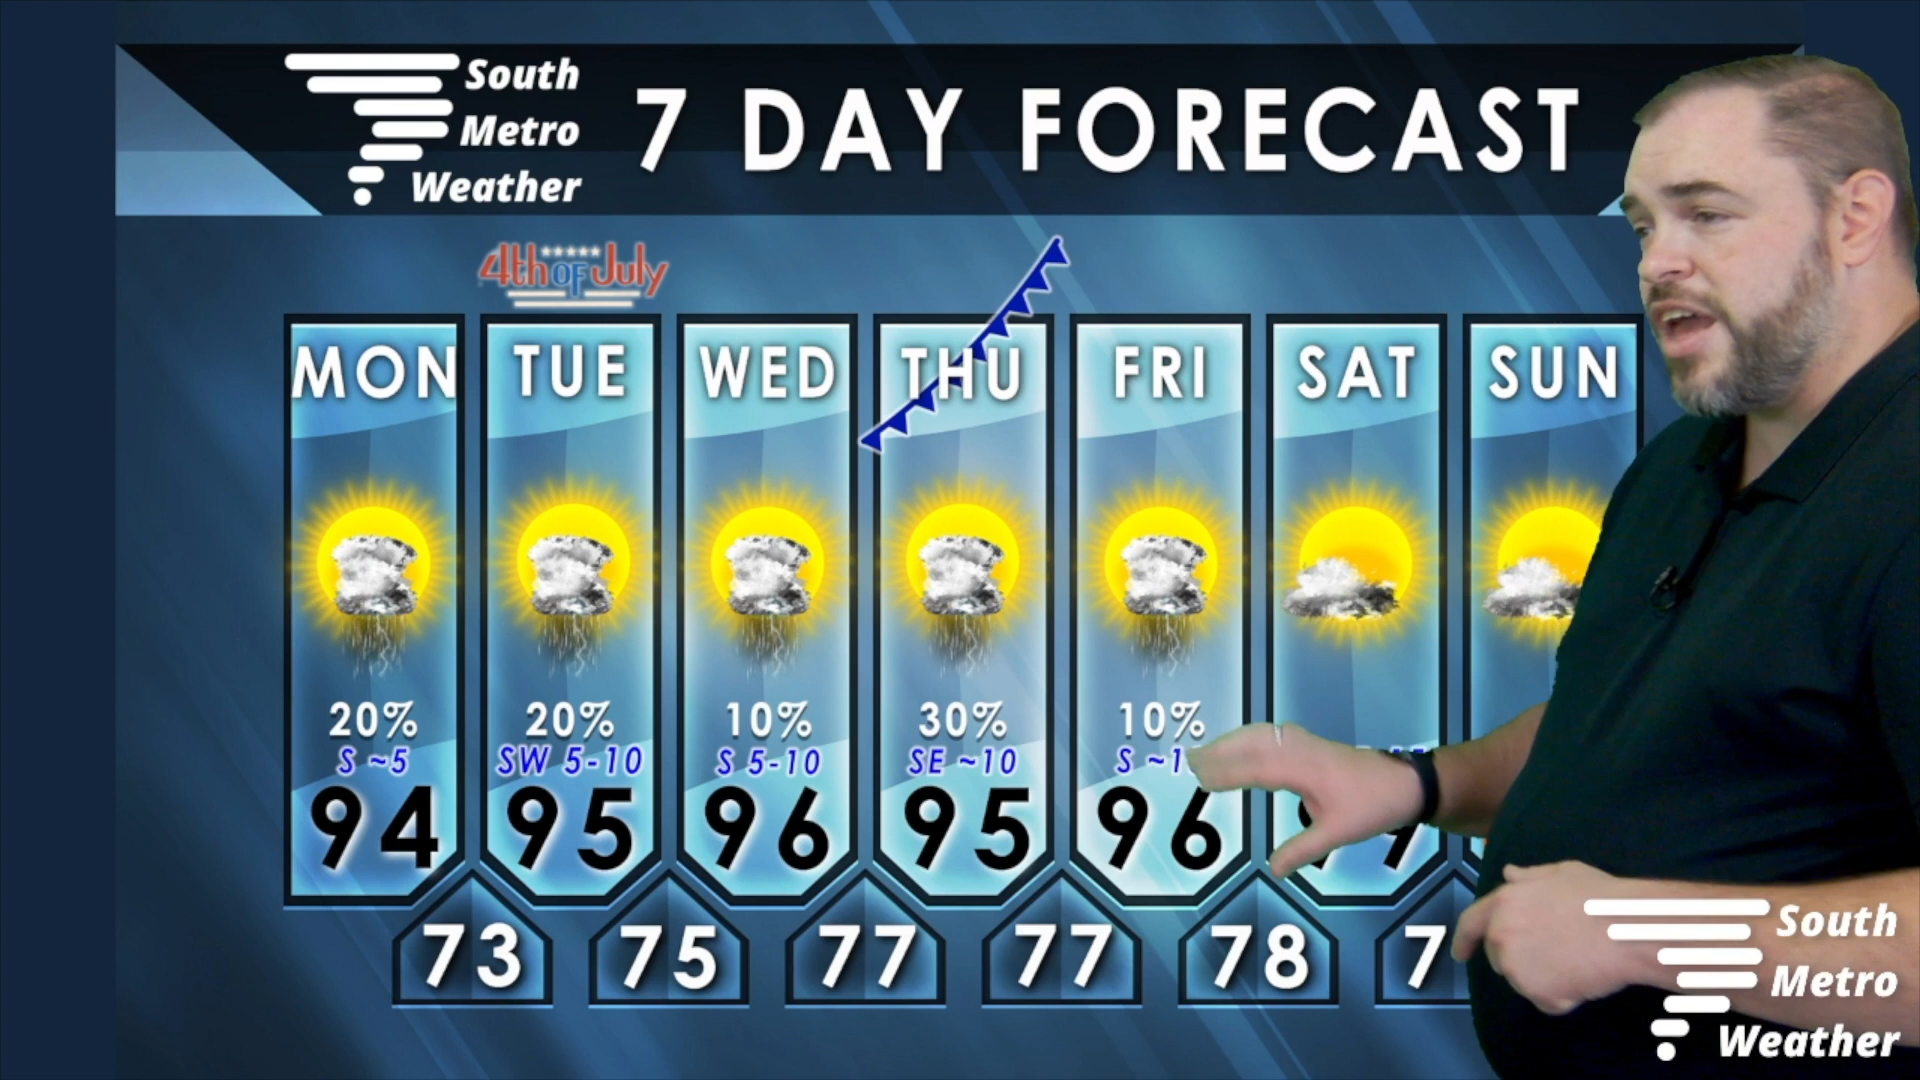 South
Metro
Weather
7 DAY FORECAST
4th OF July
MON TUE WED THU FRI SAT SUN
20% 20% 10% 30% 10%
S ~5 SW 5-10 S 5-10 SE ~10
94 95 96 95 96
73 75 77 77 78
South
Metro
Weather